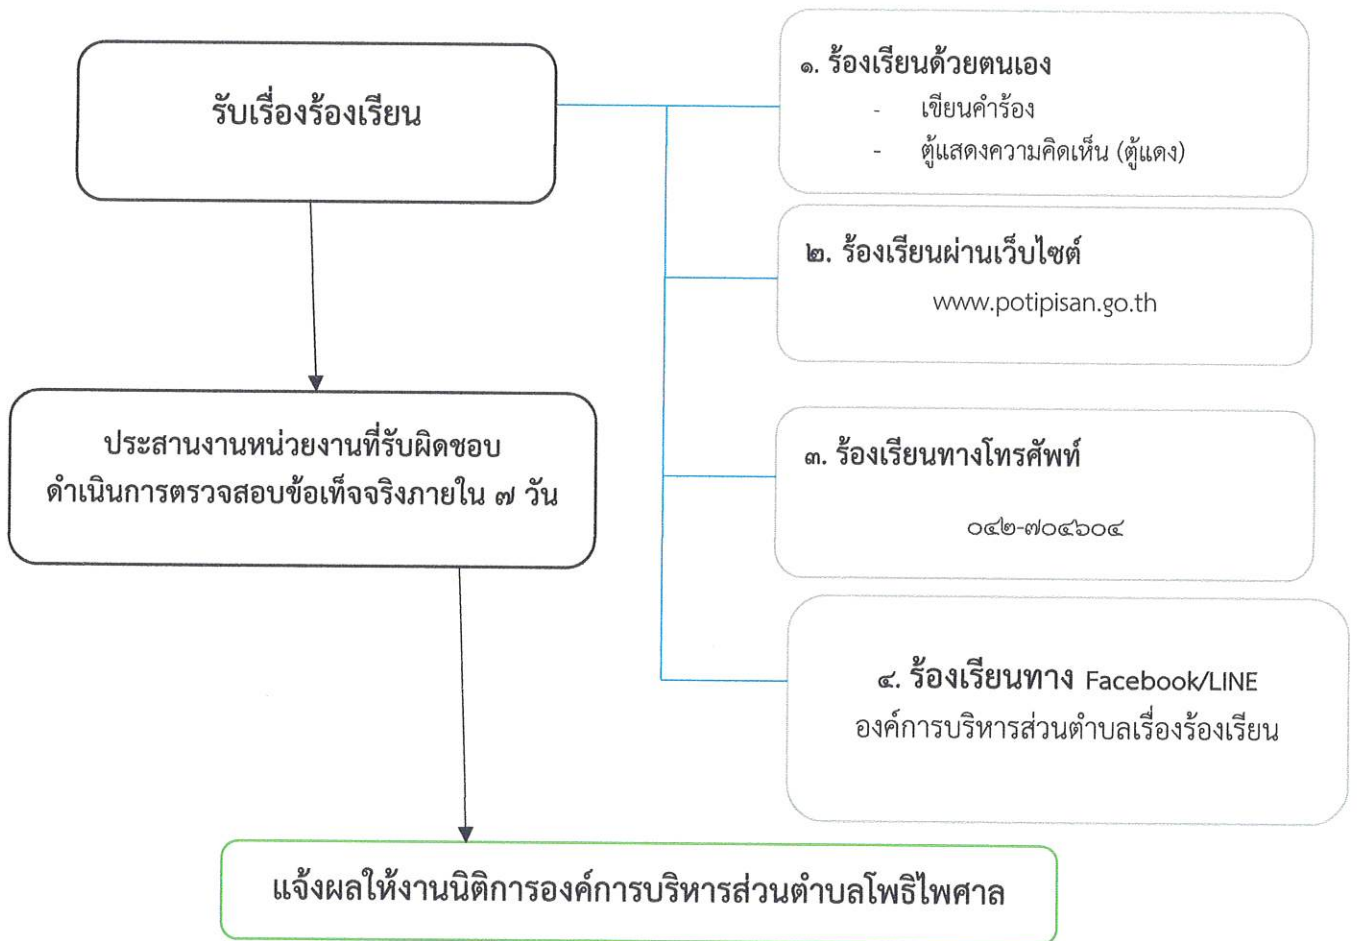 รับเรื่องร้องเรียน
๑. ร้องเรียนด้วยตนเอง
- เขียนคำร้อง
- ตู้แสดงความคิดเห็น (ตู้แดง)
๒. ร้องเรียนผ่านเว็บไซต์
www.potipisan.go.th
ประสานงานหน่วยงานที่รับผิดชอบ
ดำเนินการตรวจสอบข้อเท็จจริงภายใน ๗ วัน
๓. ร้องเรียนทางโทรศัพท์
๐๔๒-๗๐๔๖๐๔
๔. ร้องเรียนทาง Facebook/LINE
องค์การบริหารส่วนตำบลเรื่องร้องเรียน
แจ้งผลให้งานนิติการองค์การบริหารส่วนตำบลโพธิไพศาล